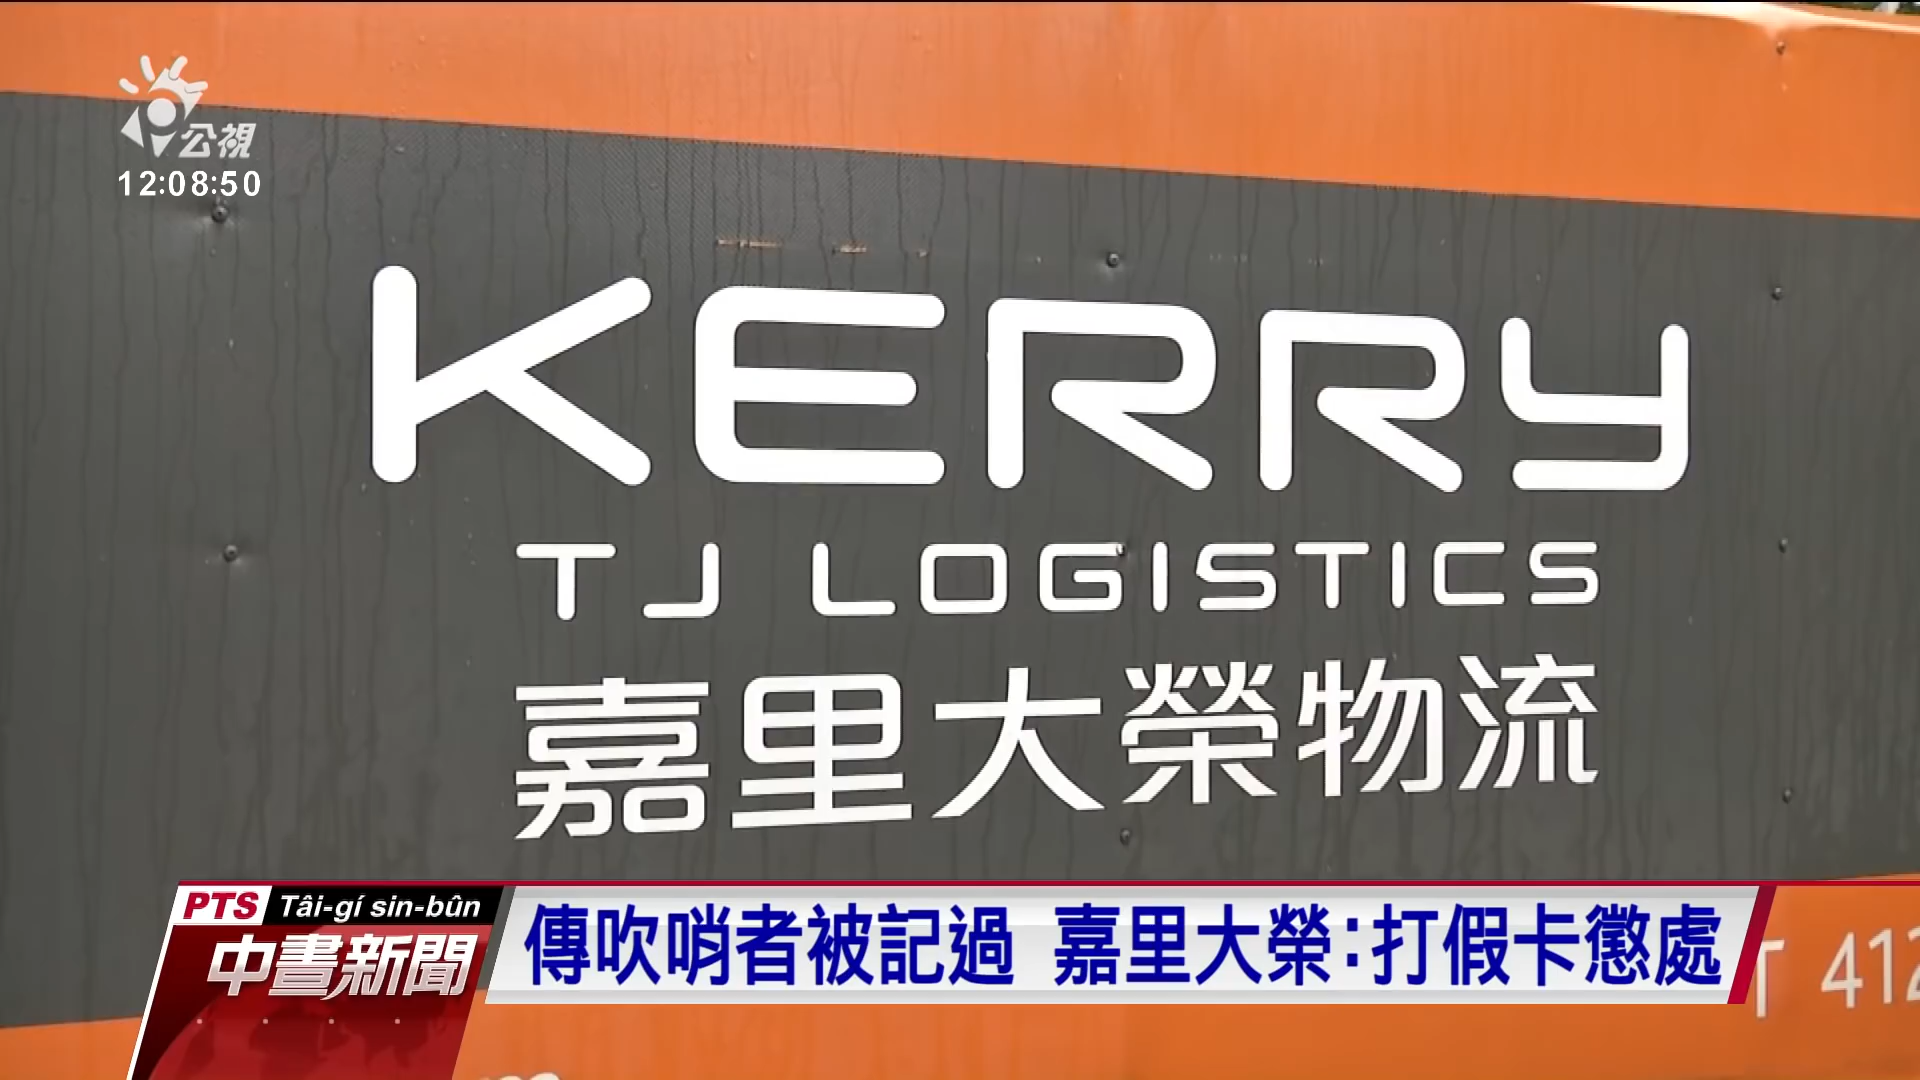 公視
12:08:50
KERRY
TJ LOGISTICS
嘉里大榮物流
PTS Tâi-gí sin-bûn
中晝新聞
傳吹哨者被記過 嘉里大榮:打假卡懲處
412